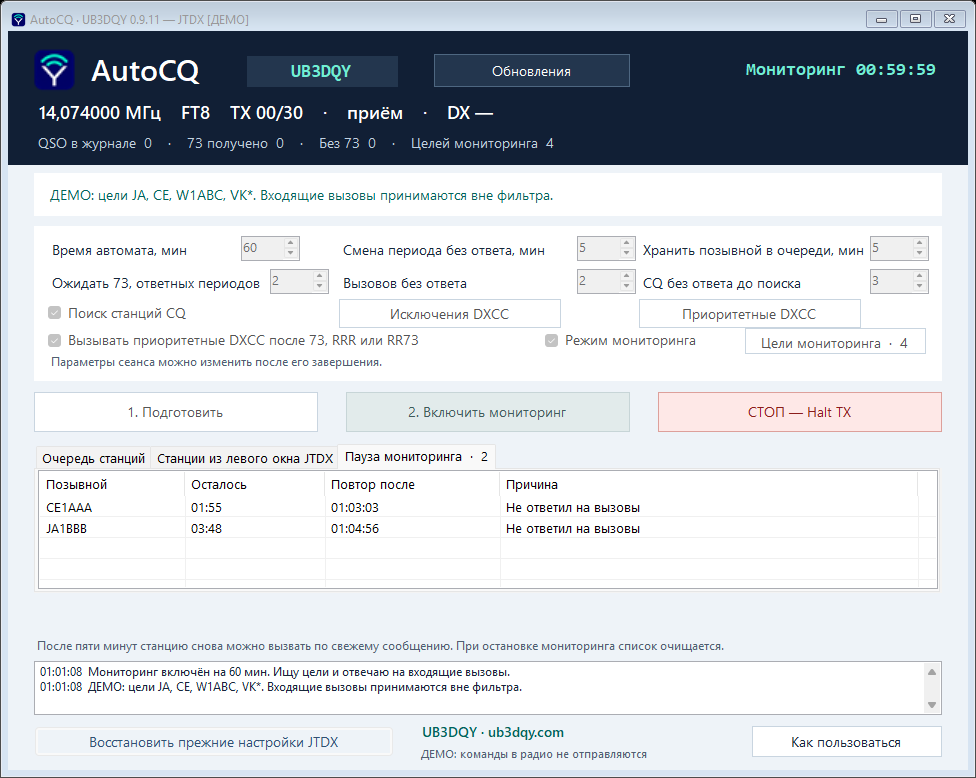 AutoCQ · UB3DQY 0.9.11 — JTDX [ДЕМО]
AutoCQ UB3DQY Обновления Мониторинг 00:59:59
14,074000 МГц FT8 TX 00/30 · приём · DX —
QSO в журнале 0 · 73 получено 0 · Без 73 0 · Целей мониторинга 4
ДЕМО: цели JA, CE, W1ABC, VK*. Входящие вызовы принимаются вне фильтра.
Время автомата, мин 60 Смена периода без ответа, мин 5 Хранить позывной в очереди, мин 5
Ожидать 73, ответных периодов 2 Вызовов без ответа 2 CQ без ответа до поиска 3
Поиск станций CQ Исключения DXCC Приоритетные DXCC
Вызывать приоритетные DXCC после 73, RRR или RR73 Режим мониторинга Цели мониторинга · 4
Параметры сеанса можно изменить после его завершения.
1. Подготовить 2. Включить мониторинг СТОП — Halt TX
Очередь станций Станции из левого окна JTDX Пауза мониторинга · 2
Позывной Осталось Повтор после Причина
CE1AAA 01:55 01:03:03 Не ответил на вызовы
JA1BBB 03:48 01:04:56 Не ответил на вызовы
После пяти минут станцию снова можно вызвать по свежему сообщению. При остановке мониторинга список очищается.
01:01:08 Мониторинг включён на 60 мин. Ищу цели и отвечаю на входящие вызовы.
01:01:08 ДЕМО: цели JA, CE, W1ABC, VK*. Входящие вызовы принимаются вне фильтра.
Восстановить прежние настройки JTDX UB3DQY · ub3dqy.com Как пользоваться
ДЕМО: команды в радио не отправляются